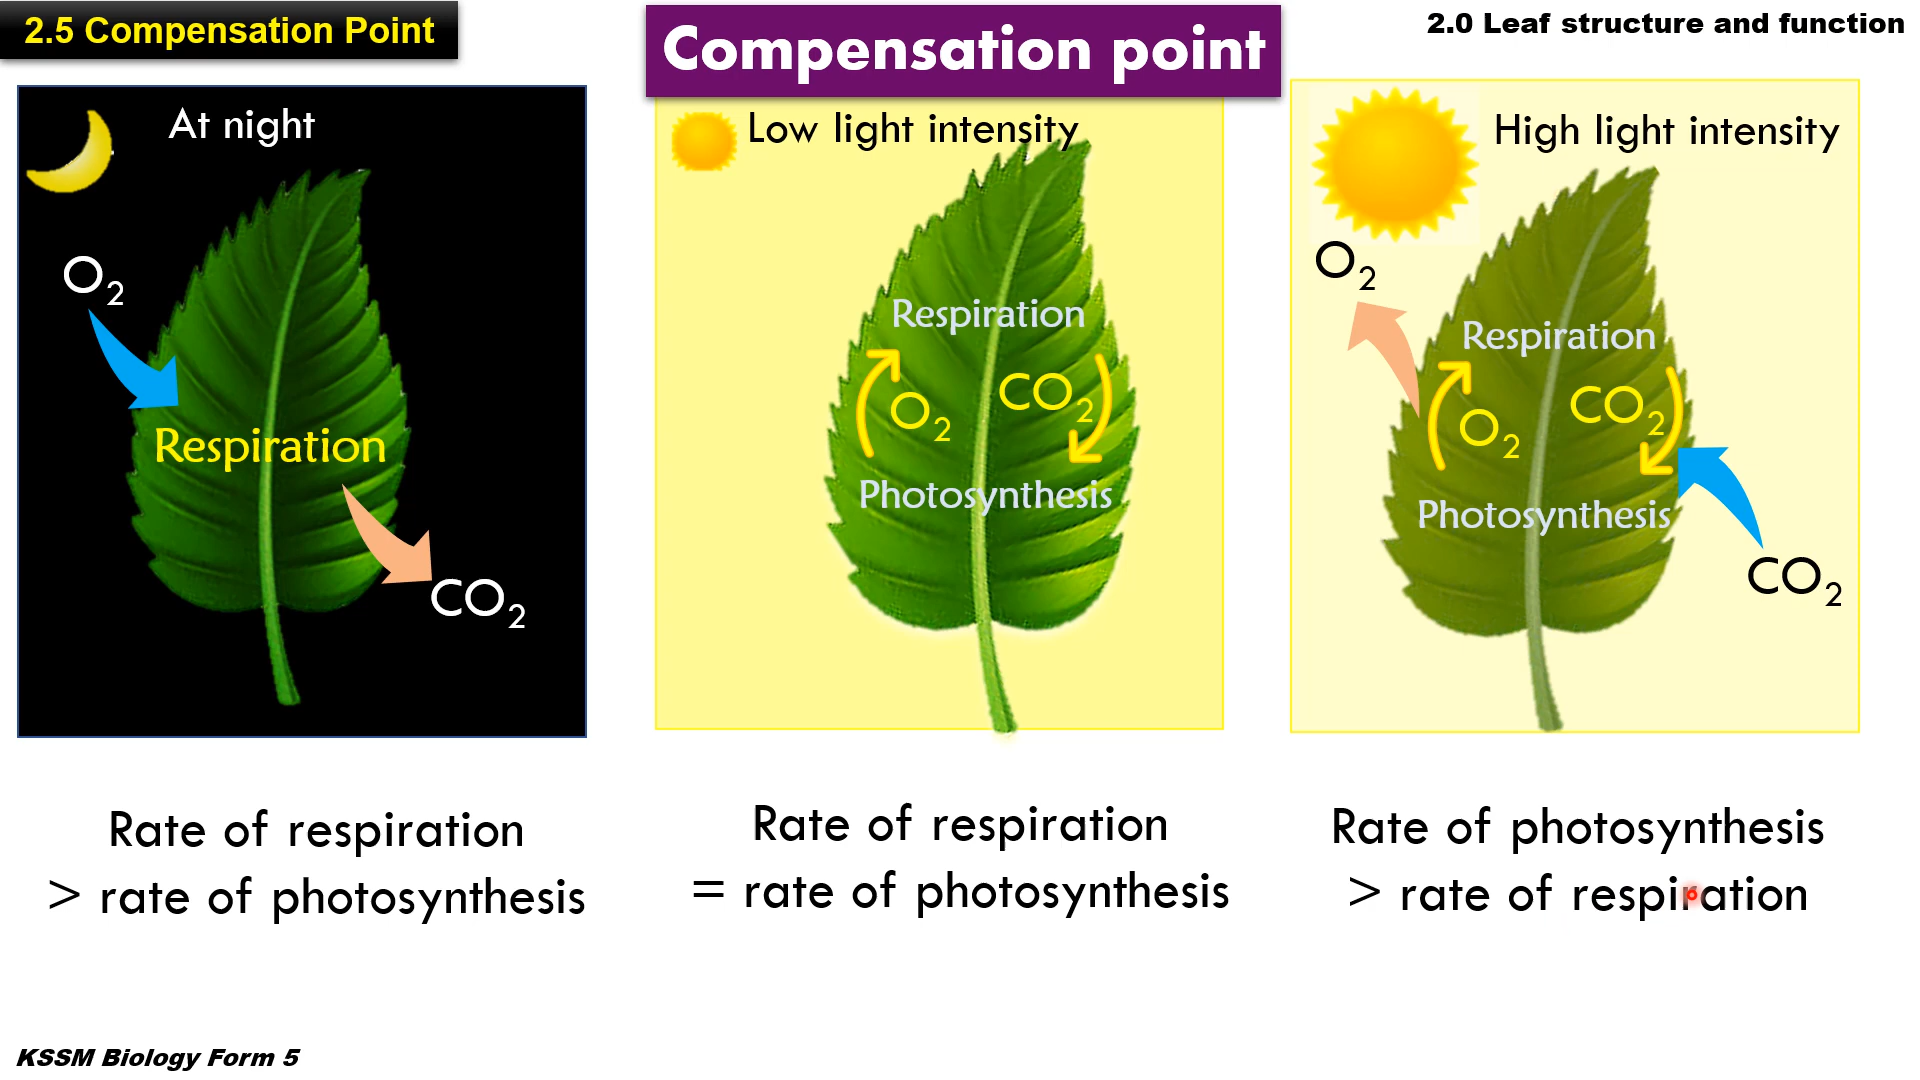 2.5 Compensation Point
Compensation point
2.0 Leaf structure and function
At night
O2
Respiration
CO2
Rate of respiration
> rate of photosynthesis
Low light intensity
Respiration
O2
CO2
Photosynthesis
Rate of respiration
= rate of photosynthesis
High light intensity
O2
Respiration
O2
CO2
Photosynthesis
CO2
Rate of photosynthesis
> rate of respiration
KSSM Biology Form 5